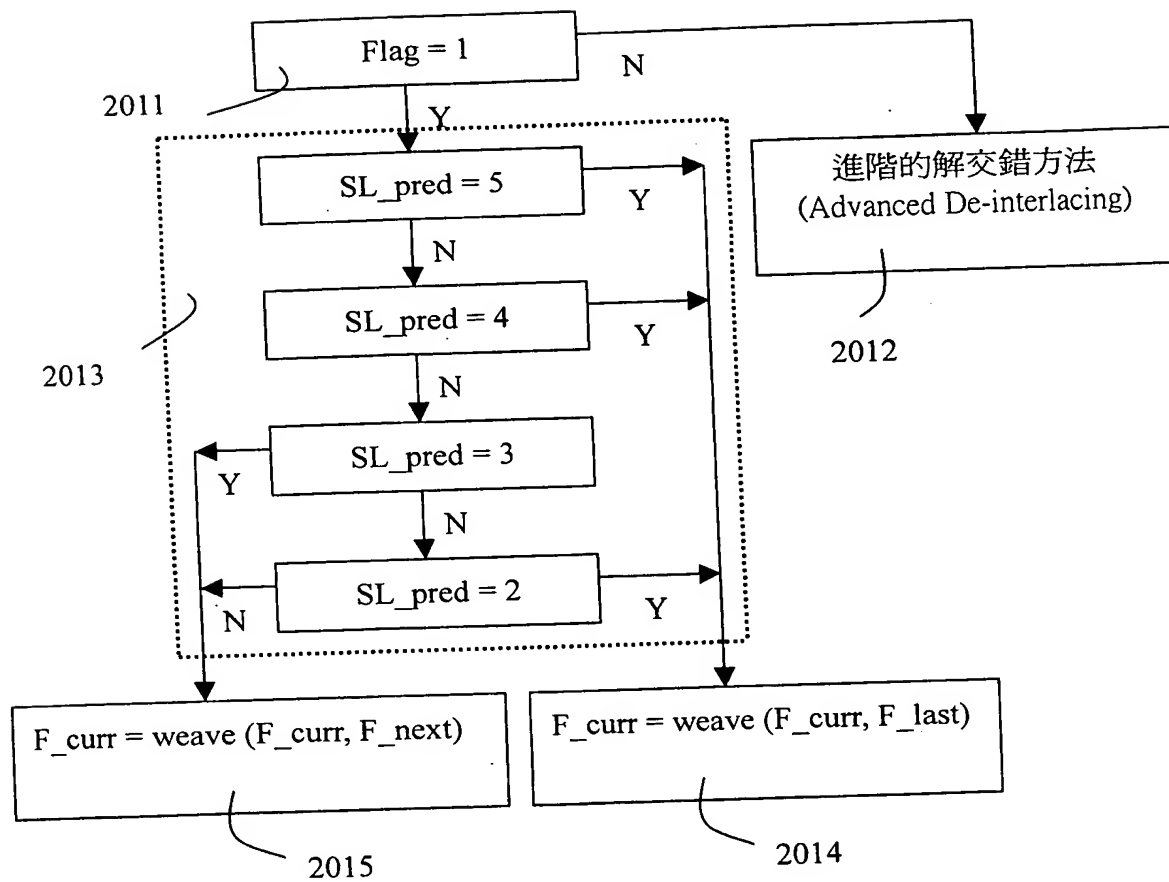 Flag = 1
N
2011
Y
進階的解交錯方法
(Advanced De-interlacing)
SL_pred = 5
Y
N
SL_pred = 4
Y
2012
2013
N
SL_pred = 3
Y
N
SL_pred = 2
N
Y
F_curr = weave (F_curr, F_next)
F_curr = weave (F_curr, F_last)
2015
2014